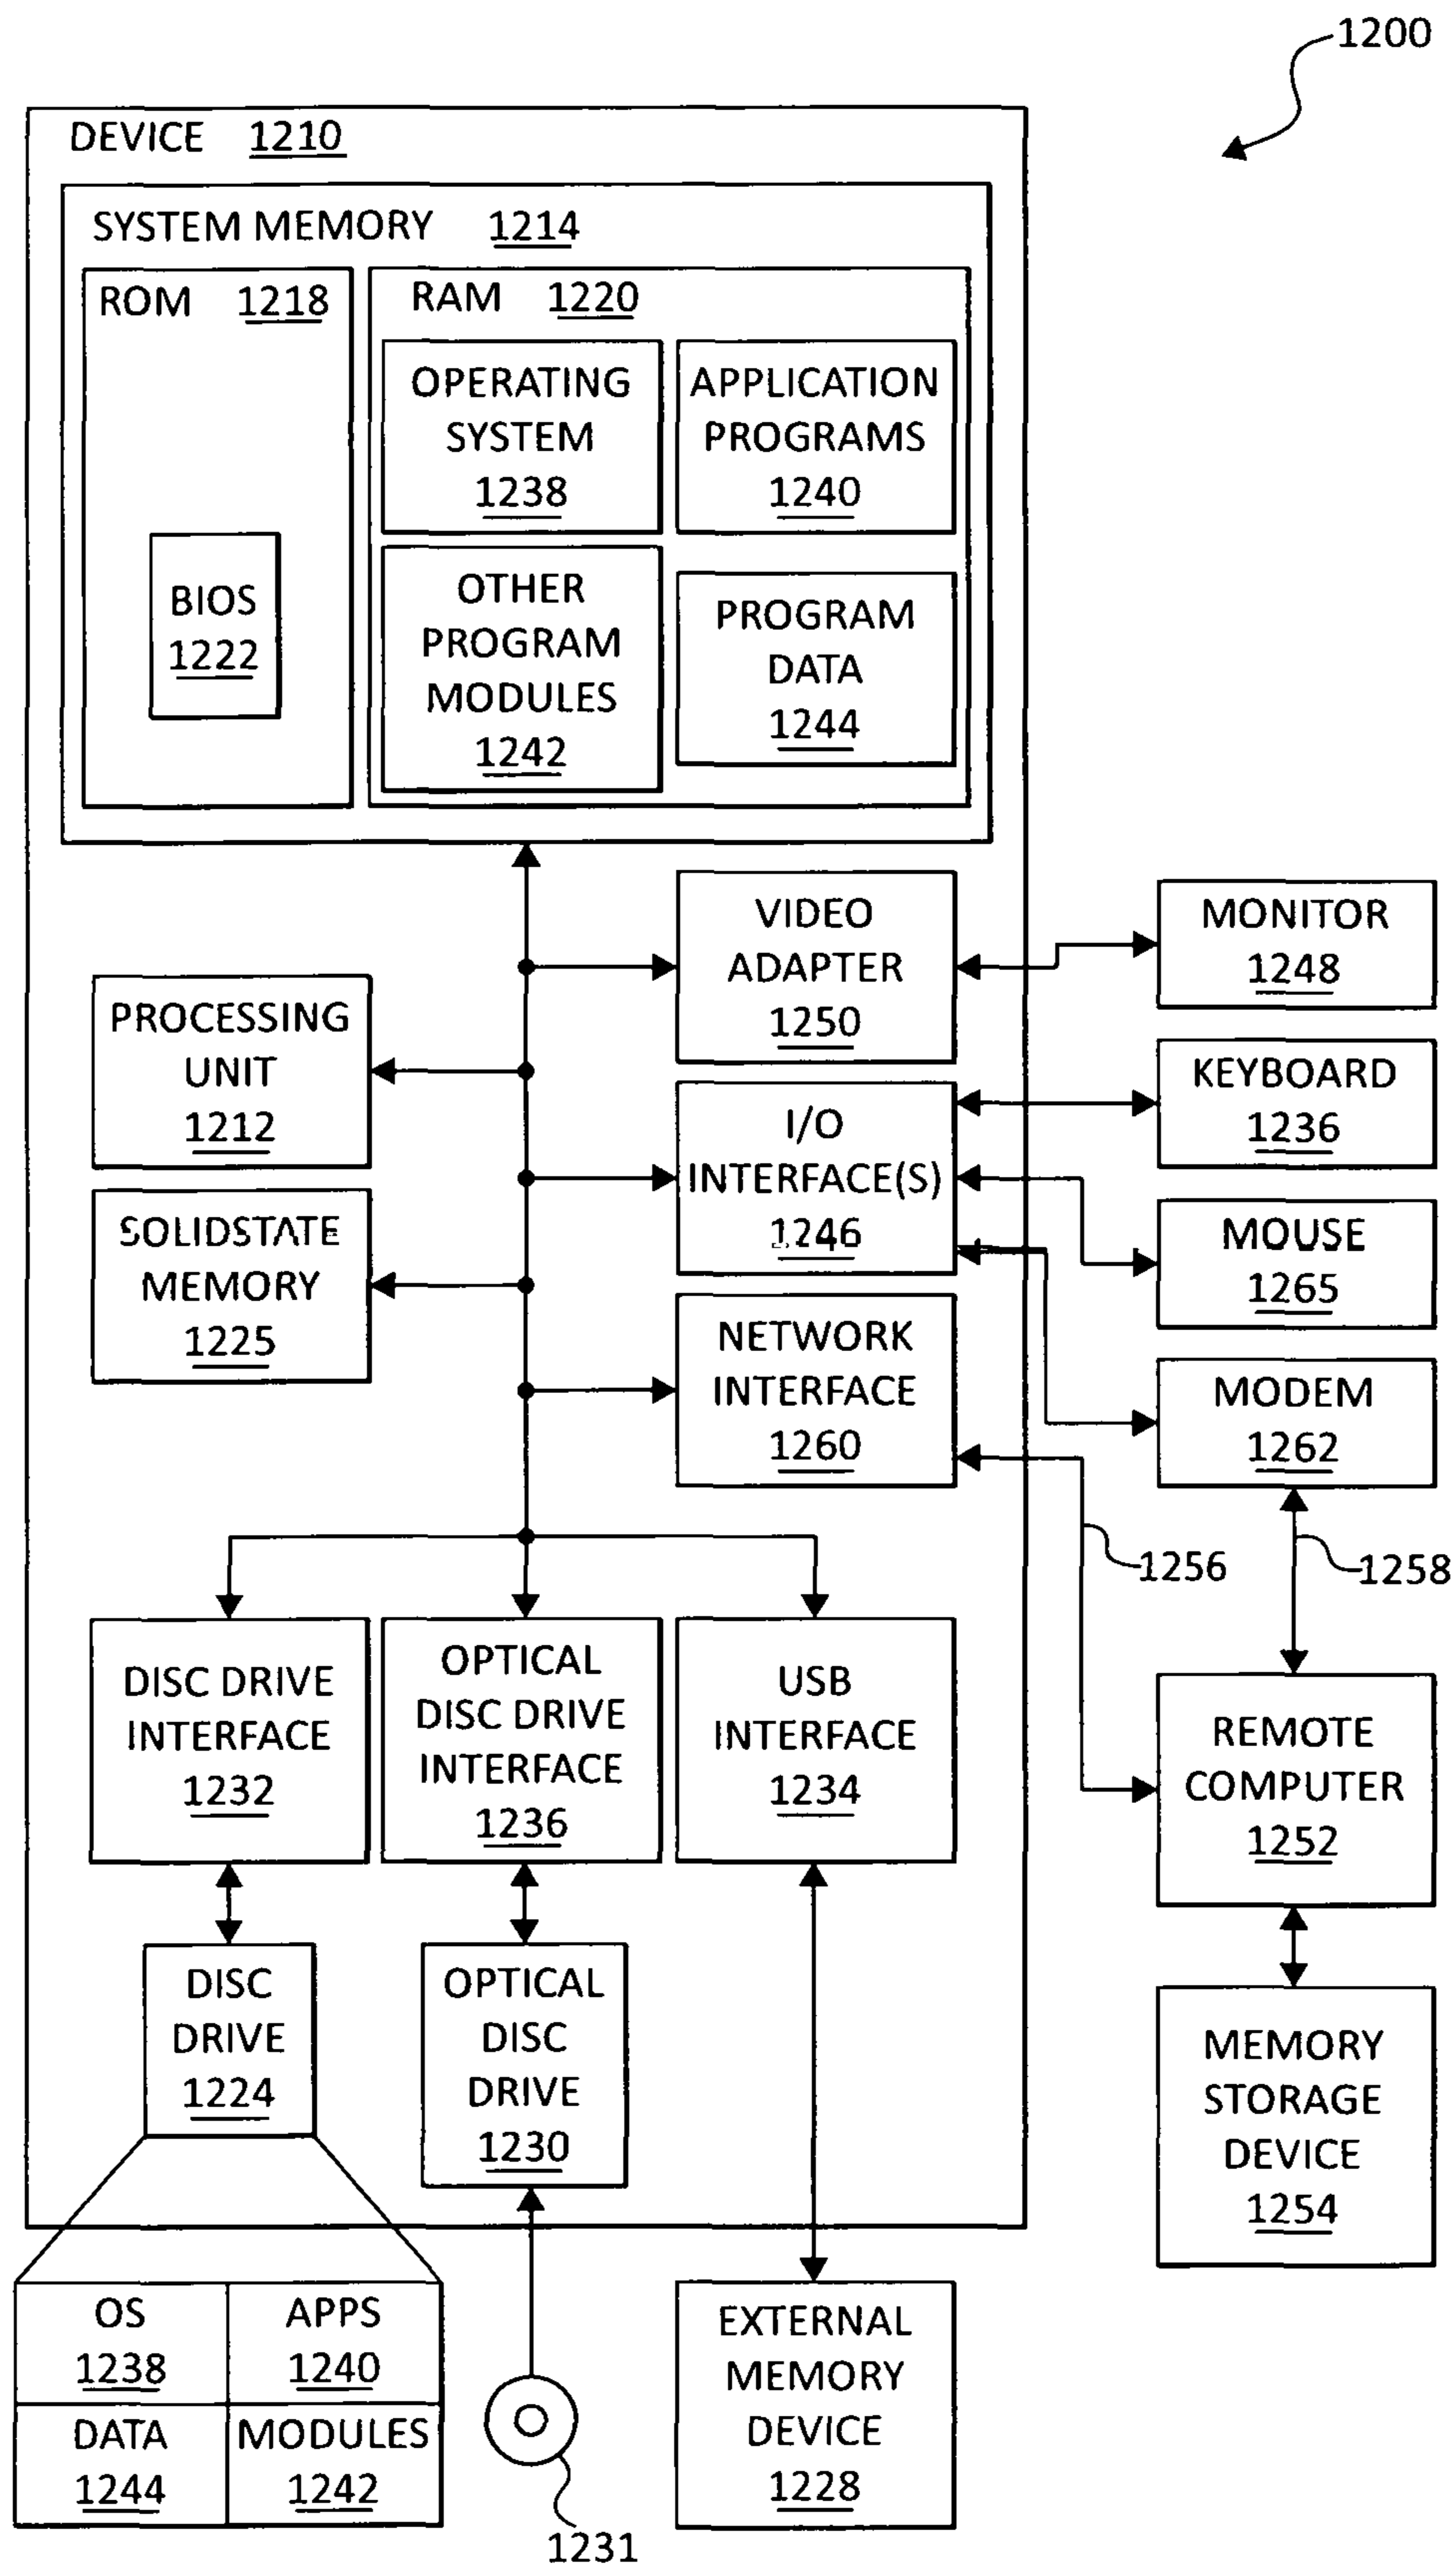 1200
DEVICE 1210
SYSTEM MEMORY 1214
ROM 1218
BIOS
1222
RAM 1220
OPERATING
SYSTEM
1238
APPLICATION
PROGRAMS
1240
OTHER
PROGRAM
MODULES
1242
PROGRAM
DATA
1244
VIDEO
ADAPTER
1250
MONITOR
1248
PROCESSING
UNIT
1212
KEYBOARD
1236
I/O
INTERFACE(S)
1246
SOLIDSTATE
MEMORY
1225
MOUSE
1265
NETWORK
INTERFACE
1260
MODEM
1262
1256
1258
DISC DRIVE
INTERFACE
1232
OPTICAL
DISC DRIVE
INTERFACE
1236
USB
INTERFACE
1234
REMOTE
COMPUTER
1252
DISC
DRIVE
1224
OPTICAL
DISC
DRIVE
1230
MEMORY
STORAGE
DEVICE
1254
OS
1238
APPS
1240
DATA
1244
MODULES
1242
1231
EXTERNAL
MEMORY
DEVICE
1228